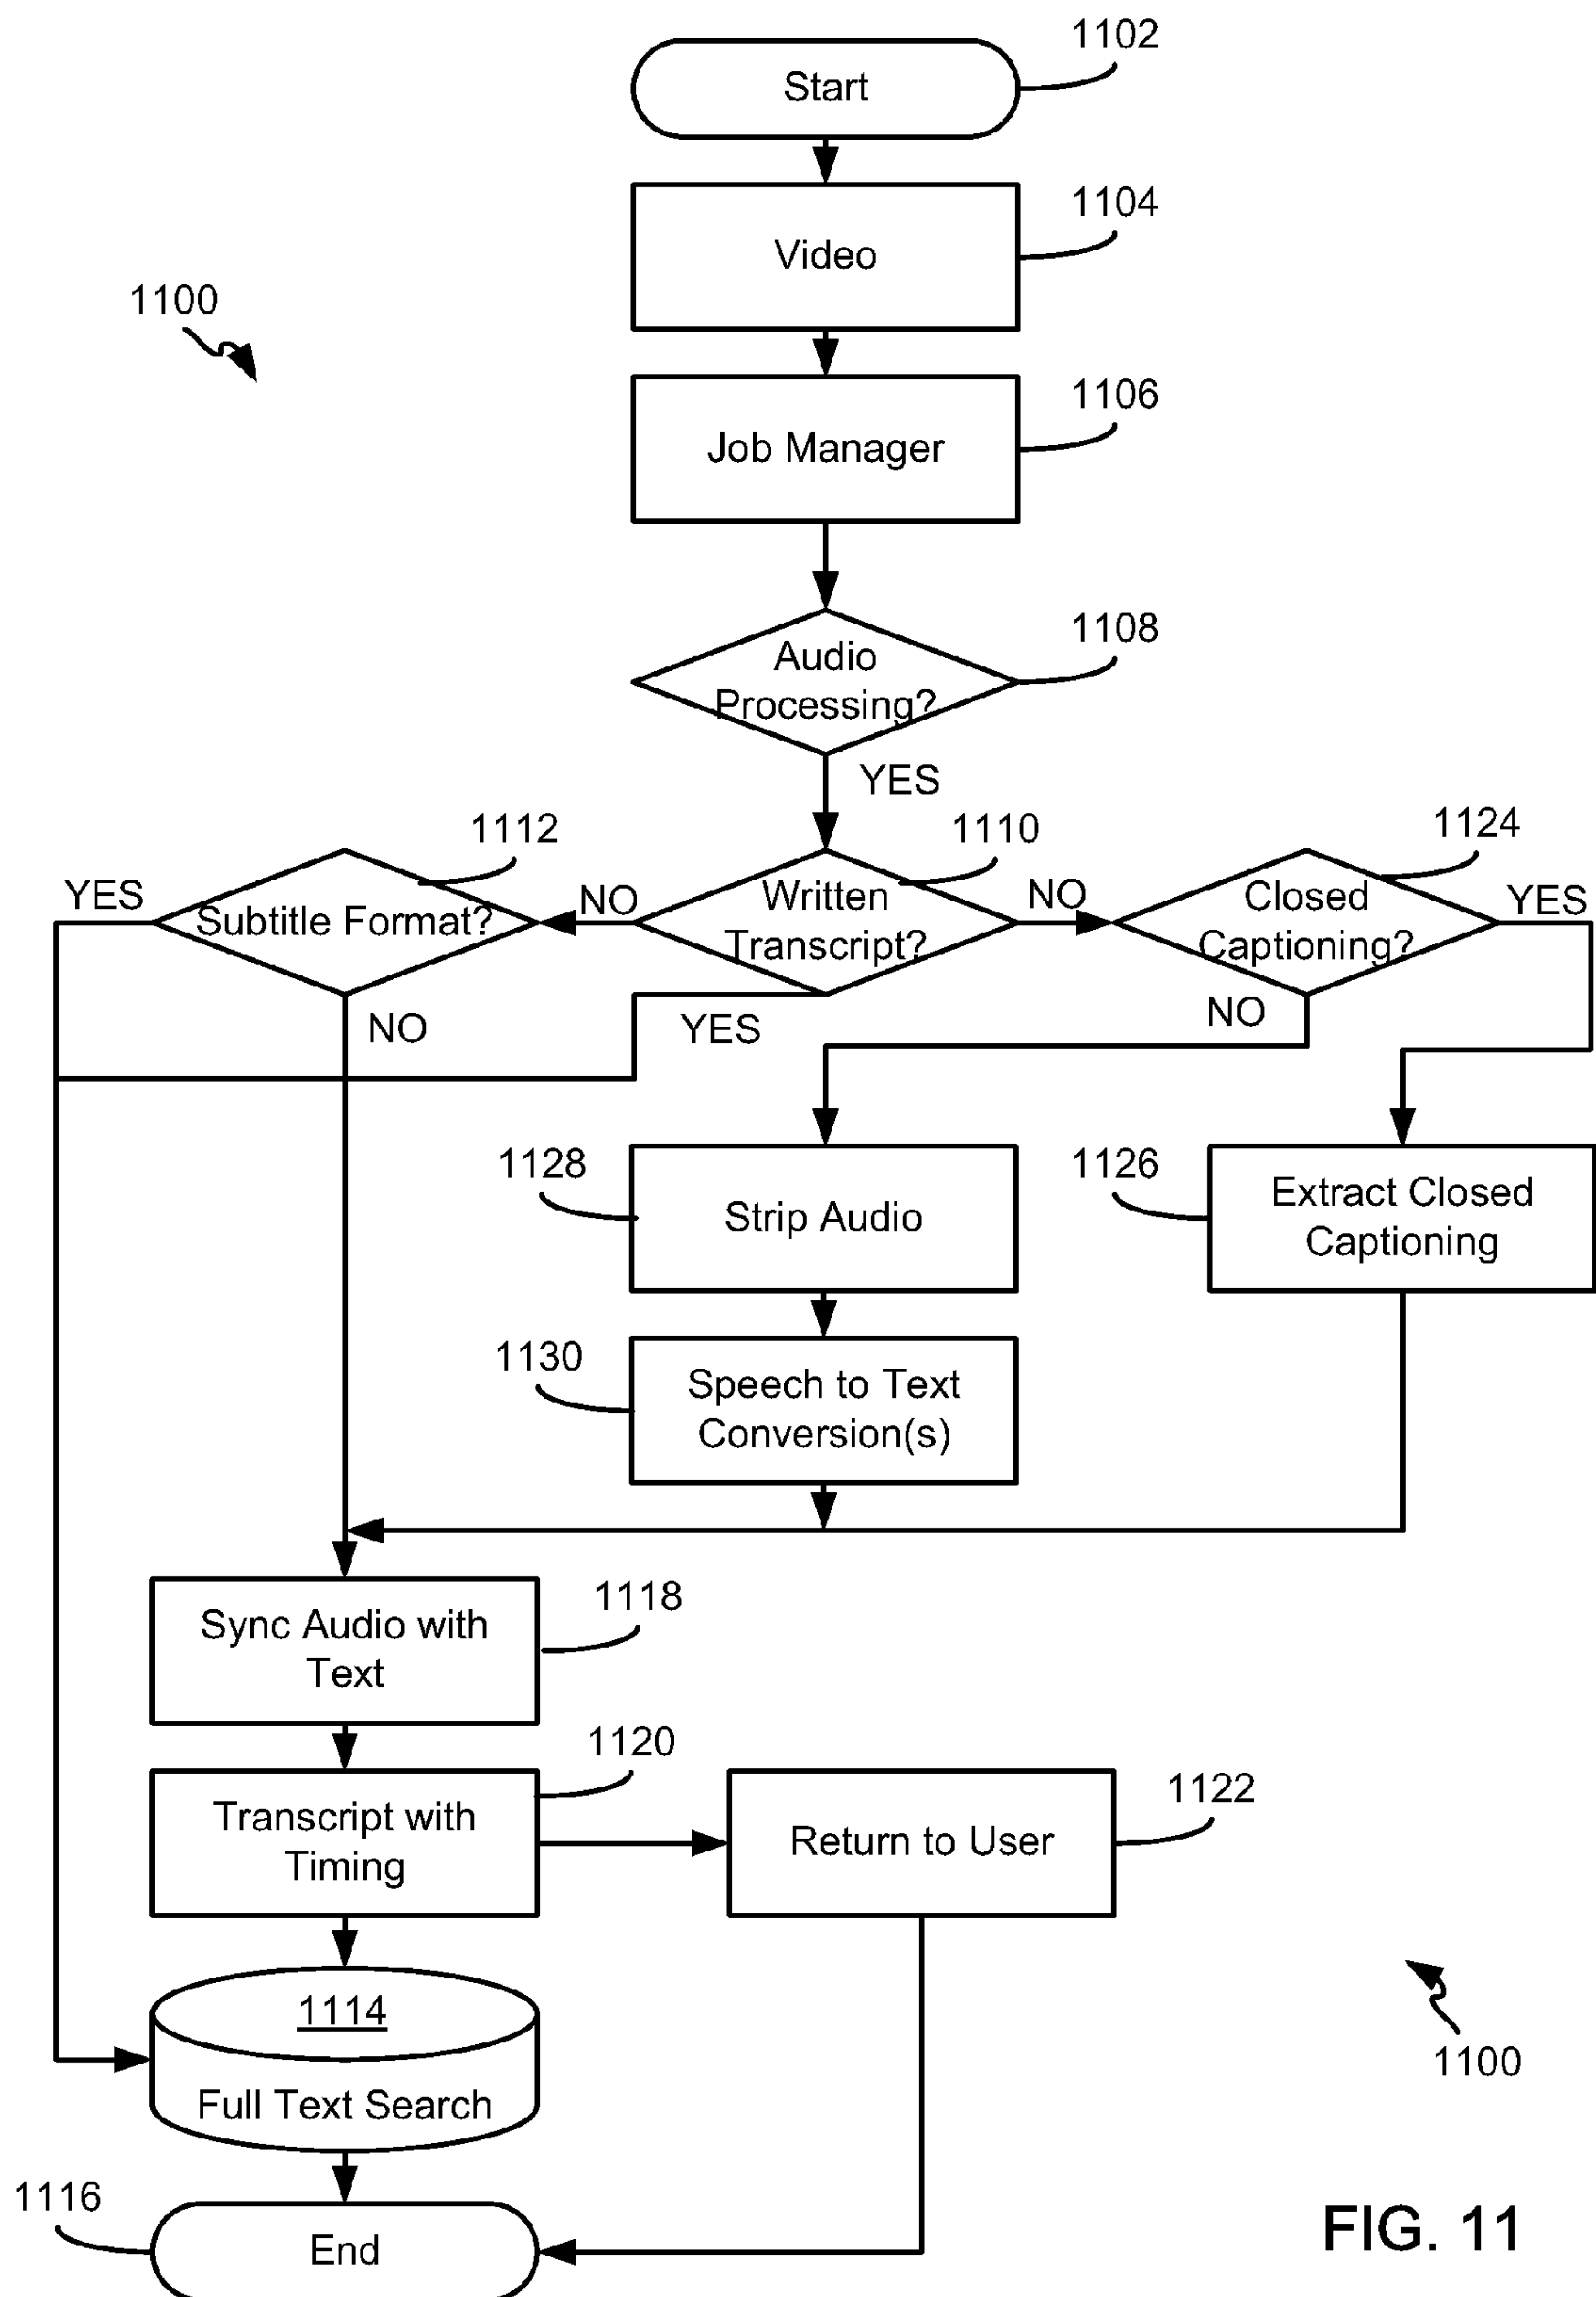 1102
Start
1104
Video
1100
1106
Job Manager
1108
Audio
Processing?
YES
1112
1110
1124
YES
Subtitle Format?
NO
Written
Transcript?
NO
Closed
Captioning?
YES
NO
YES
NO
1128
Strip Audio
1126
Extract Closed
Captioning
1130
Speech to Text
Conversion(s)
Sync Audio with
Text
1118
1120
Transcript with
Timing
1122
Return to User
1114
Full Text Search
1100
1116
End
FIG. 11